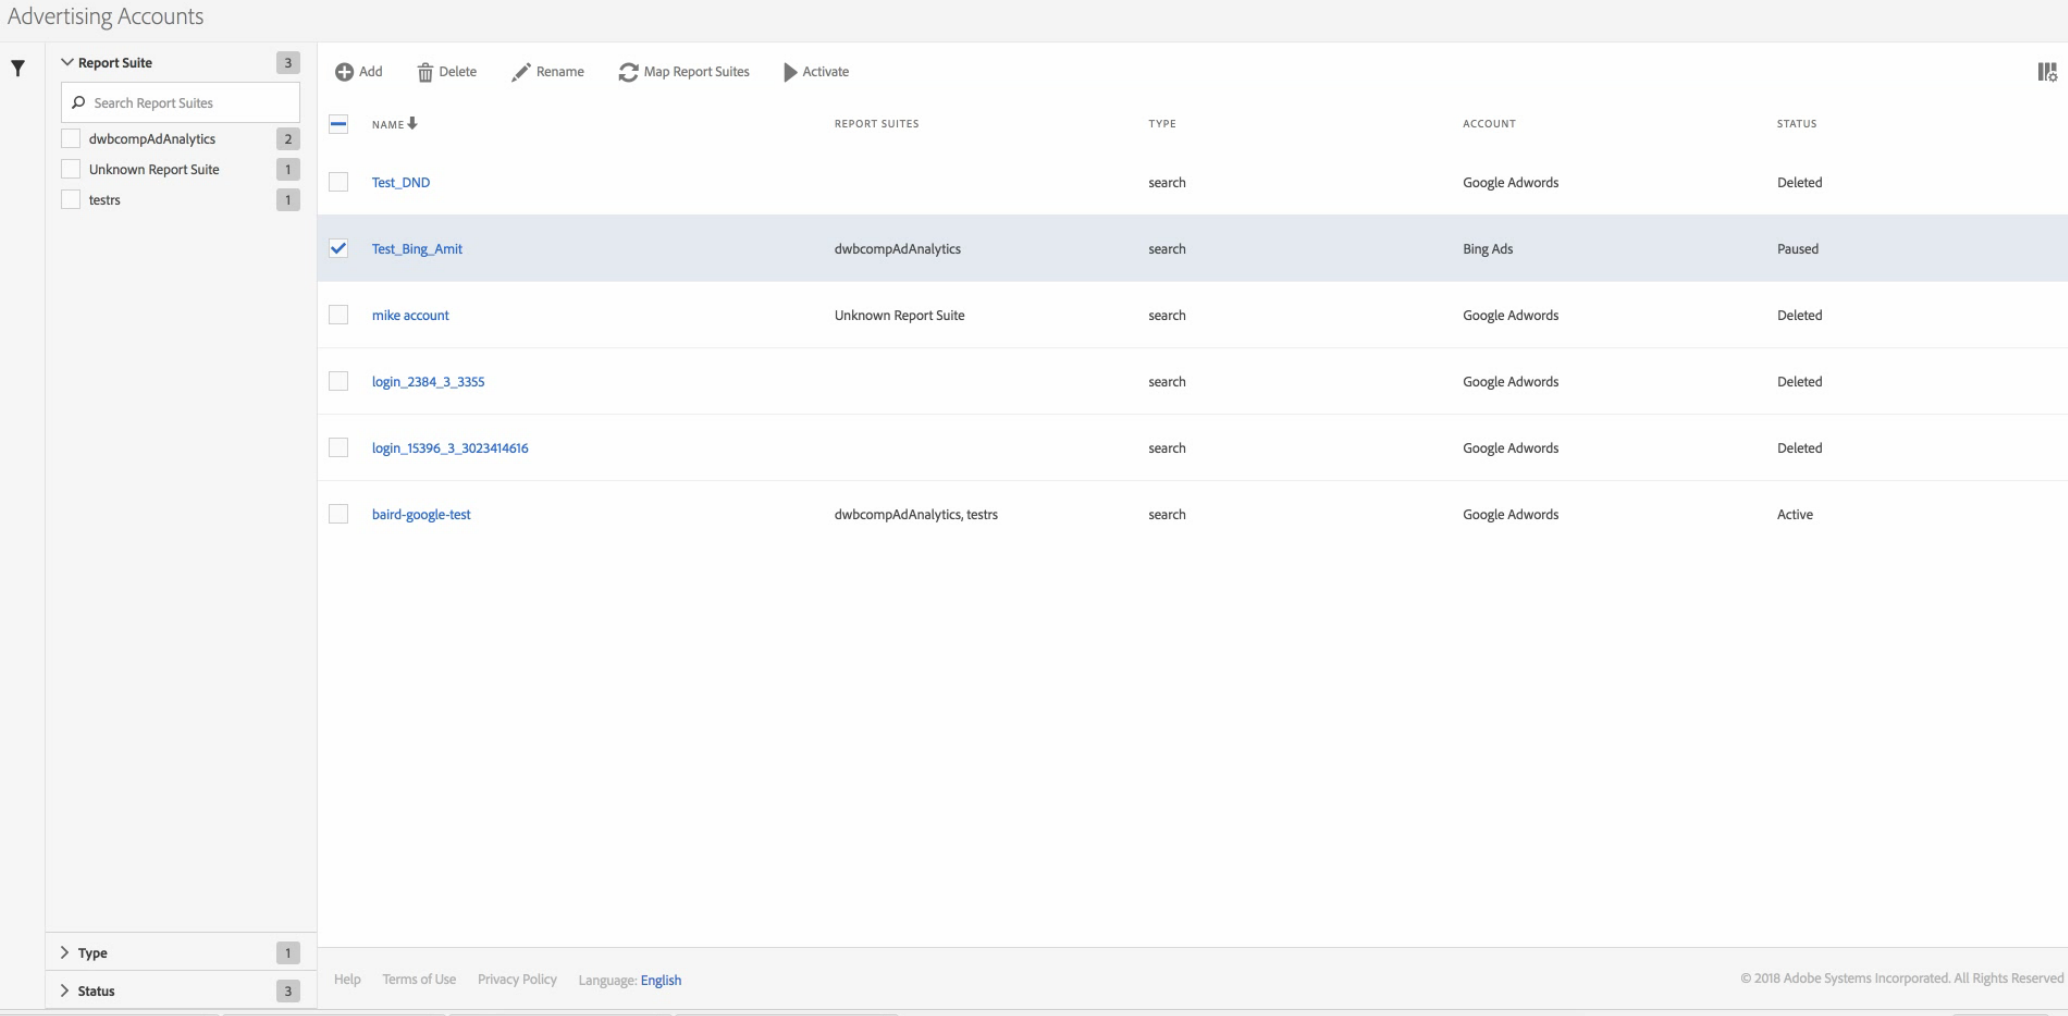 Advertising Accounts
Report Suite 3
Search Report Suites
dwbcompAdAnalytics 2
Unknown Report Suite 1
testrs 1
Type 1
Status 3
Add Delete Rename Map Report Suites Activate
NAME REPORT SUITES TYPE ACCOUNT STATUS
Test_DND search Google Adwords Deleted
Test_Bing_Amit dwbcompAdAnalytics search Bing Ads Paused
mike account Unknown Report Suite search Google Adwords Deleted
login_2384_3_3355 search Google Adwords Deleted
login_15396_3_3023414616 search Google Adwords Deleted
baird-google-test dwbcompAdAnalytics, testrs search Google Adwords Active
Help Terms of Use Privacy Policy Language: English © 2018 Adobe Systems Incorporated. All Rights Reserved